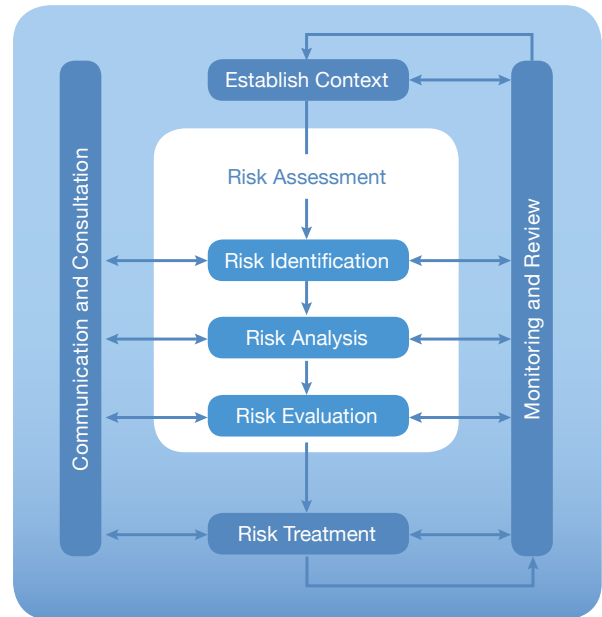 Establish Context
Communication and Consultation
Risk Assessment
Risk Identification
Risk Analysis
Risk Evaluation
Risk Treatment
Monitoring and Review